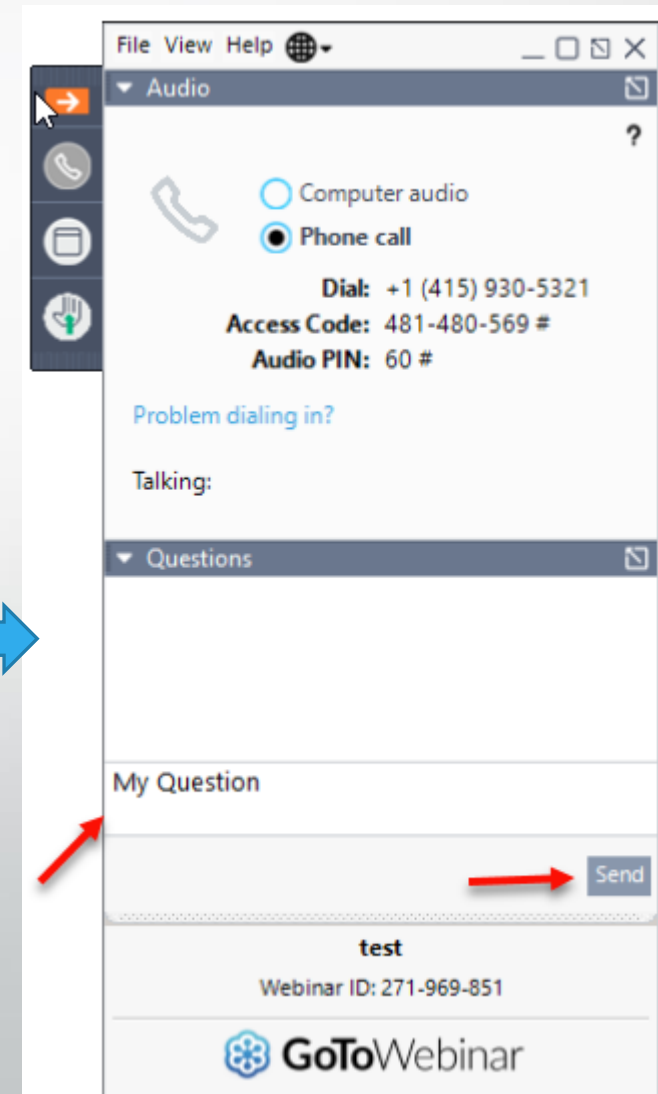 File View Help
Audio
?
Computer audio
Phone call
Dial: +1 (415) 930-5321
Access Code: 481-480-569 #
Audio PIN: 60 #
Problem dialing in?
Talking:
Questions
My Question
Send
test
Webinar ID: 271-969-851
GoToWebinar